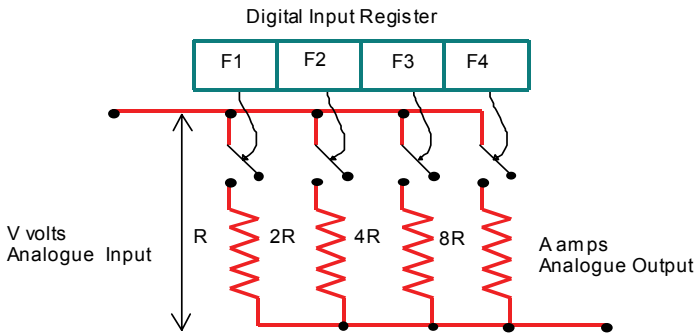 Digital Input Register
F1 F2 F3 F4
R 2R 4R 8R
V volts
Analogue Input
A amps
Analogue Output